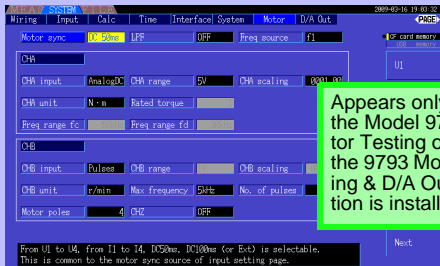 MEAS SYSTEM FILE 2009-03-16 19:03:32
Wiring Input Calc Time Interface System Motor D/A Out PAGE
Motor sync DC 50ms LPF OFF Freq source f1 CF card memory
USB memory
CHA U1
CHA input AnalogDC CHA range 5V CHA scaling 0001.00
CHA unit N·m Rated torque
Freq range fc Freq range fd
CHB
CHB input Pulses CHB range CHB scaling
CHB unit r/min Max frequency 5kHz No. of pulses
Motor poles 4 CHZ OFF
Appears only
the Model 97
tor Testing o
the 9793 Mo
ing & D/A Ou
tion is install
Next
From U1 to U4, from I1 to I4, DC50ms, DC100ms (or Ext) is selectable.
This is common to the motor sync source of input setting page.